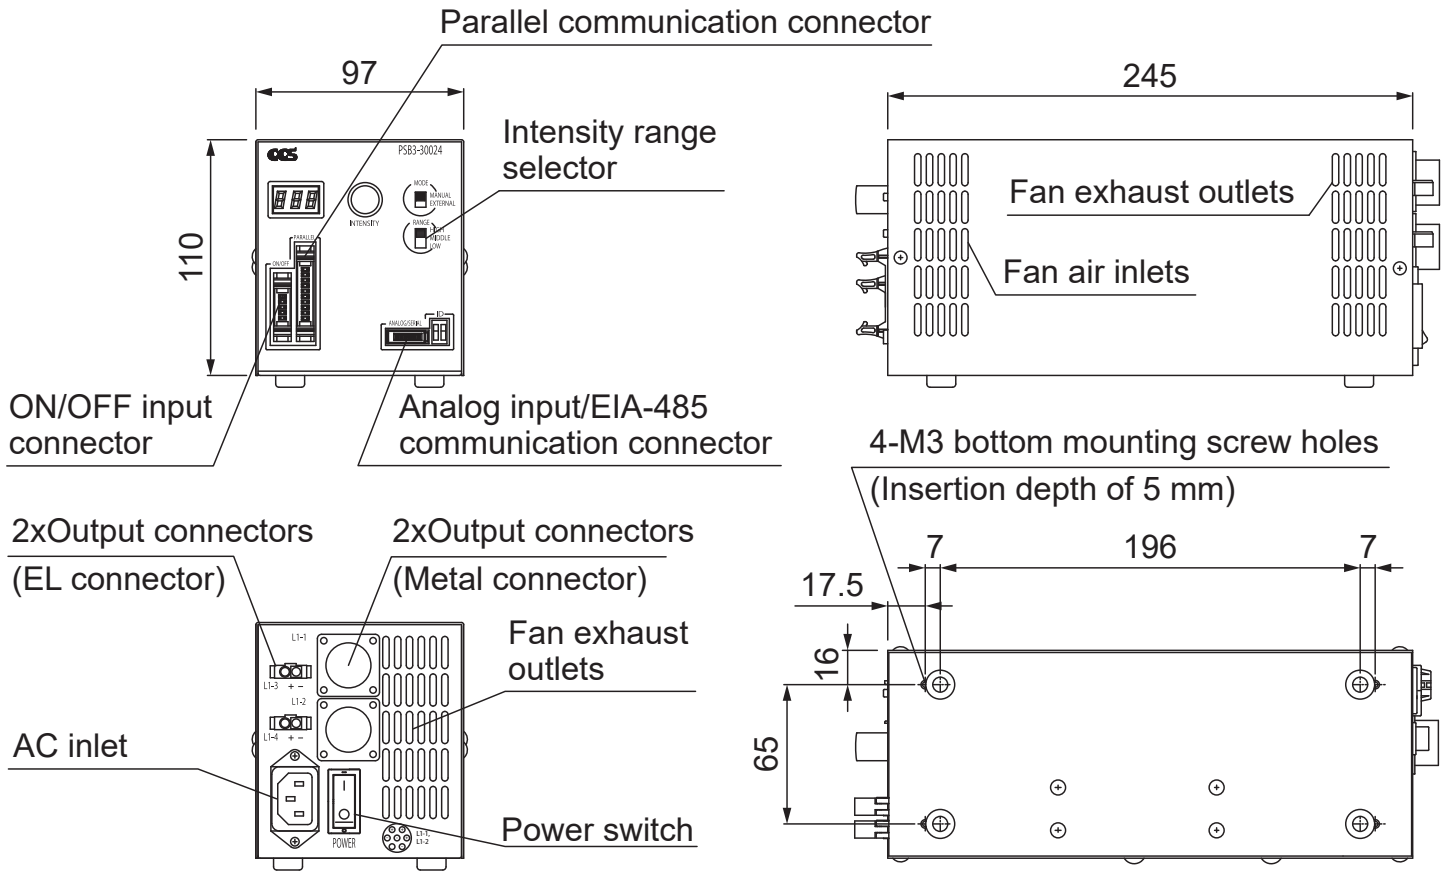 Parallel communication connector
97
245
Intensity range
selector
110
CCS
PSB3-30024
MODE
MANUAL
EXTERNAL
INTENSITY
RANGE
HIGH
MIDDLE
LOW
PARALLEL
ON/OFF
ANALOG/SERIAL
ID
Fan exhaust outlets
Fan air inlets
ON/OFF input
connector
Analog input/EIA-485
communication connector
4-M3 bottom mounting screw holes
(Insertion depth of 5 mm)
2xOutput connectors
(EL connector)
2xOutput connectors
(Metal connector)
7
196
7
17.5
16
65
L1-1
L1-3
+ -
L1-2
L1-4
+ -
Fan exhaust
outlets
AC inlet
Power switch
POWER
L1-1,
L1-2